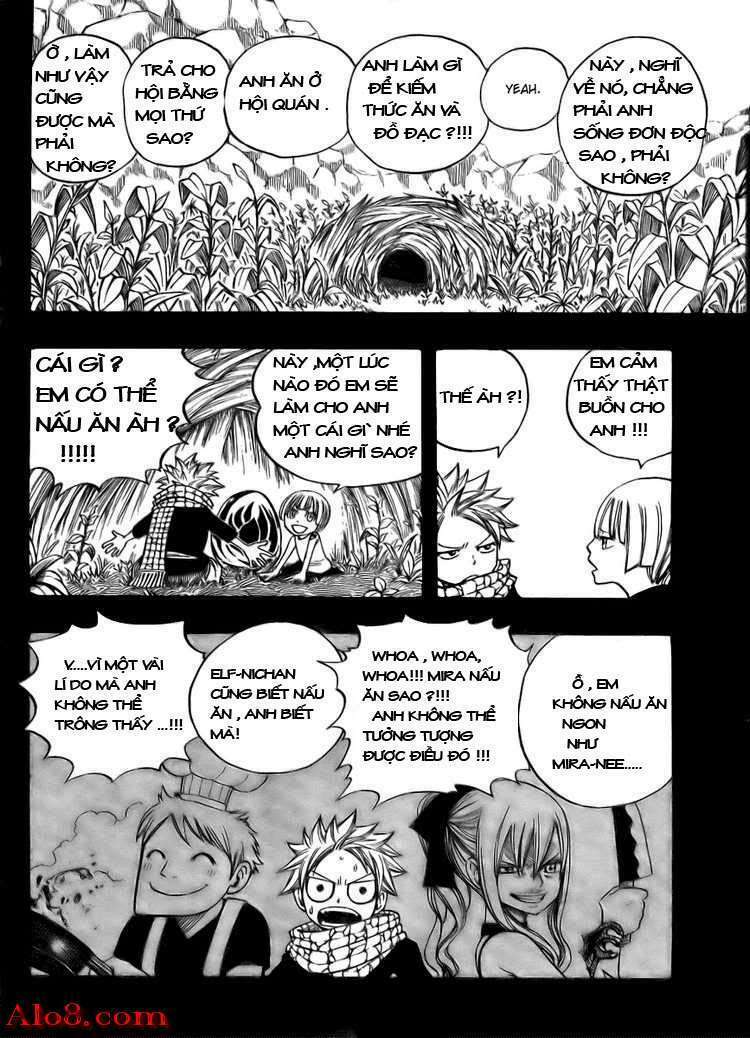 NÀY , NGHĨ
VỀ NÓ, CHẲNG
PHẢI ANH
SỐNG ĐƠN ĐỘC
SAO , PHẢI
KHÔNG?
YEAH.
ANH LÀM GÌ
ĐỂ KIẾM
THỨC ĂN VÀ
ĐỒ ĐẠC ?!!!
ANH ĂN Ở
HỘI QUÁN .
TRẢ CHO
HỘI BẰNG
MỌI THỨ
SAO?
Ờ , LÀM
NHƯ VẬY
CŨNG
ĐƯỢC MÀ
PHẢI
KHÔNG?
EM CẢM
THẤY THẬT
BUỒN CHO
ANH !!!
THẾ ÀH ?!
NÀY ,MỘT LÚC
NÀO ĐÓ EM SẼ
LÀM CHO ANH
MỘT CÁI GÌ` NHÉ
ANH NGHĨ SAO?
CÁI GÌ ?
EM CÓ THỂ
NẤU ĂN ÀH ?
!!!!!
Ồ , EM
KHÔNG NẤU ĂN
NGON
NHƯ
MIRA-NEE.....
WHOA , WHOA,
WHOA!!! MIRA NẤU
ĂN SAO ?!!!
ANH KHÔNG THỂ
TƯỞNG TƯỢNG
ĐƯỢC ĐIỀU ĐÓ !!!
ELF-NICHAN
CŨNG BIẾT NẤU
ĂN , ANH BIẾT
MÀ!
V....VÌ MỘT VÀI
LÍ DO MÀ ANH
KHÔNG THỂ
TRÔNG THẤY ...!!!
Alo8.com